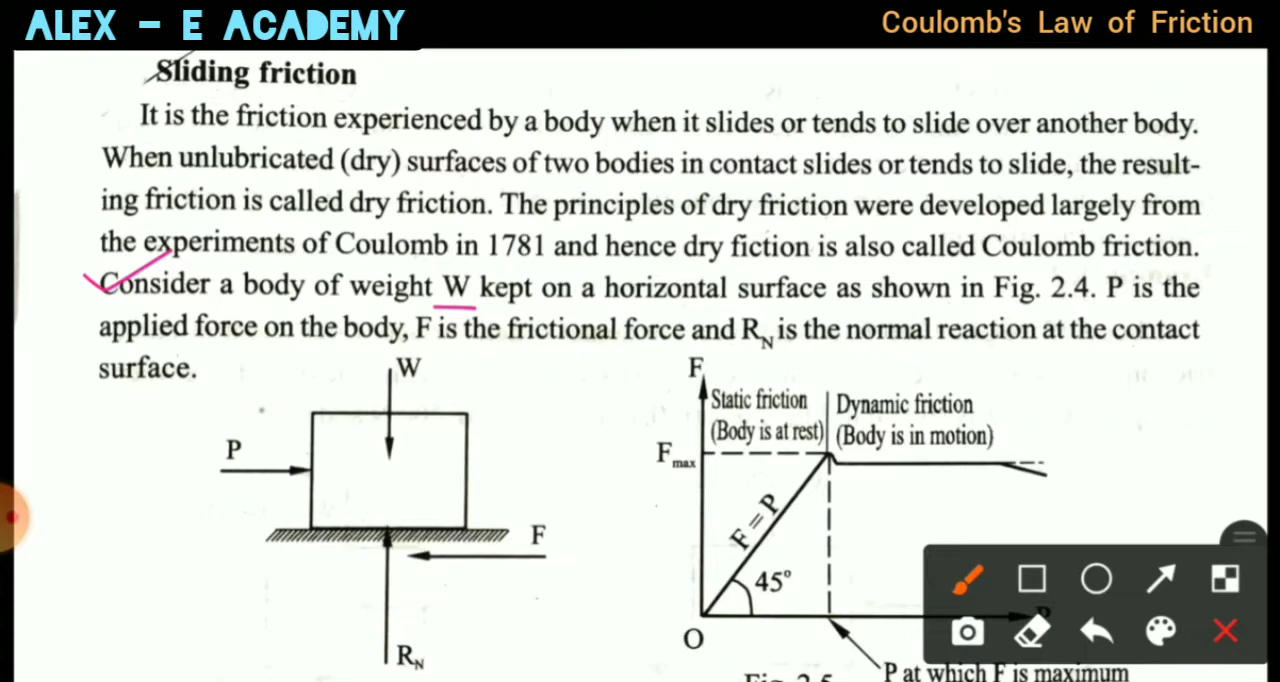 ALEX - E ACADEMY
Coulomb's Law of Friction
Sliding friction
It is the friction experienced by a body when it slides or tends to slide over another body.
When unlubricated (dry) surfaces of two bodies in contact slides or tends to slide, the result-
ing friction is called dry friction. The principles of dry friction were developed largely from
the experiments of Coulomb in 1781 and hence dry fiction is also called Coulomb friction.
Consider a body of weight W kept on a horizontal surface as shown in Fig. 2.4. P is the
applied force on the body, F is the frictional force and R_N is the normal reaction at the contact
surface.
W
P
F
R_N
F
Static friction
(Body is at rest)
Dynamic friction
(Body is in motion)
F_max
F = P
45°
O
P at which F is maximum